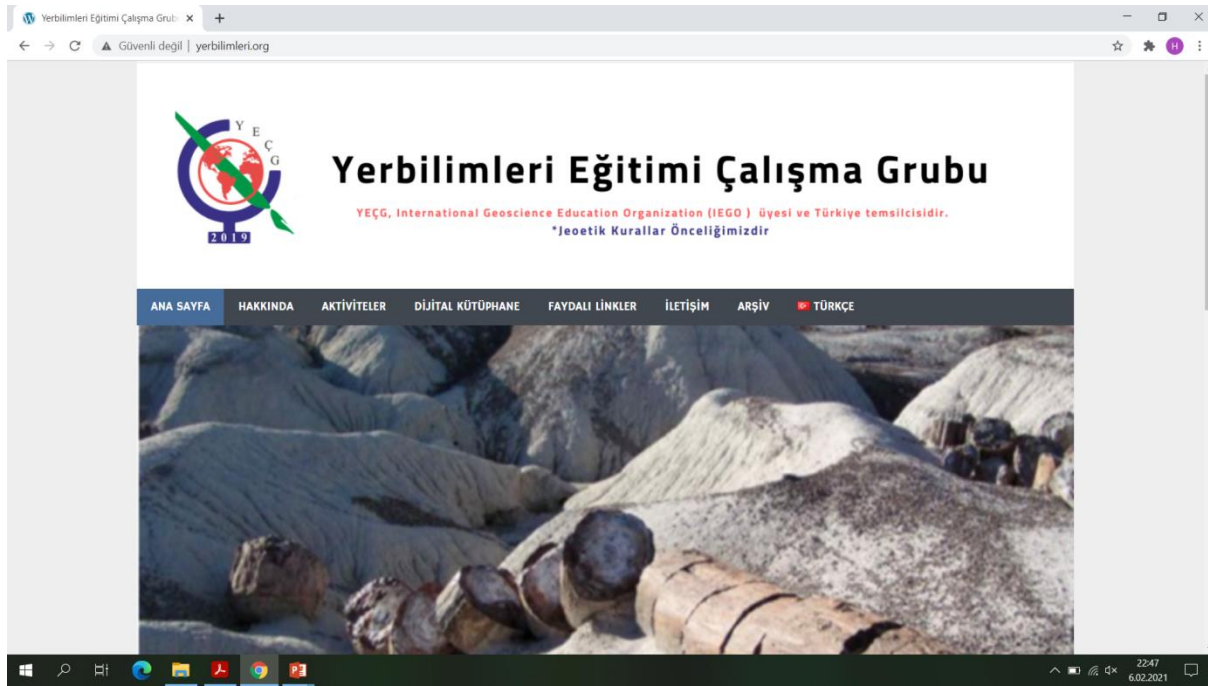 Yerbilimleri Eğitimi Çalışma Grub
Güvenli değil | yerbilimleri.org
H
Y E Ç G
2019
Yerbilimleri Eğitimi Çalışma Grubu
YEÇG, International Geoscience Education Organization (IEGO ) üyesi ve Türkiye temsilcisidir.
*Jeoetik Kurallar Önceliğimizdir
ANA SAYFA HAKKINDA AKTİVİTELER DİJİTAL KÜTÜPHANE FAYDALI LİNKLER İLETİŞİM ARŞİV TÜRKÇE
22:47
6.02.2021